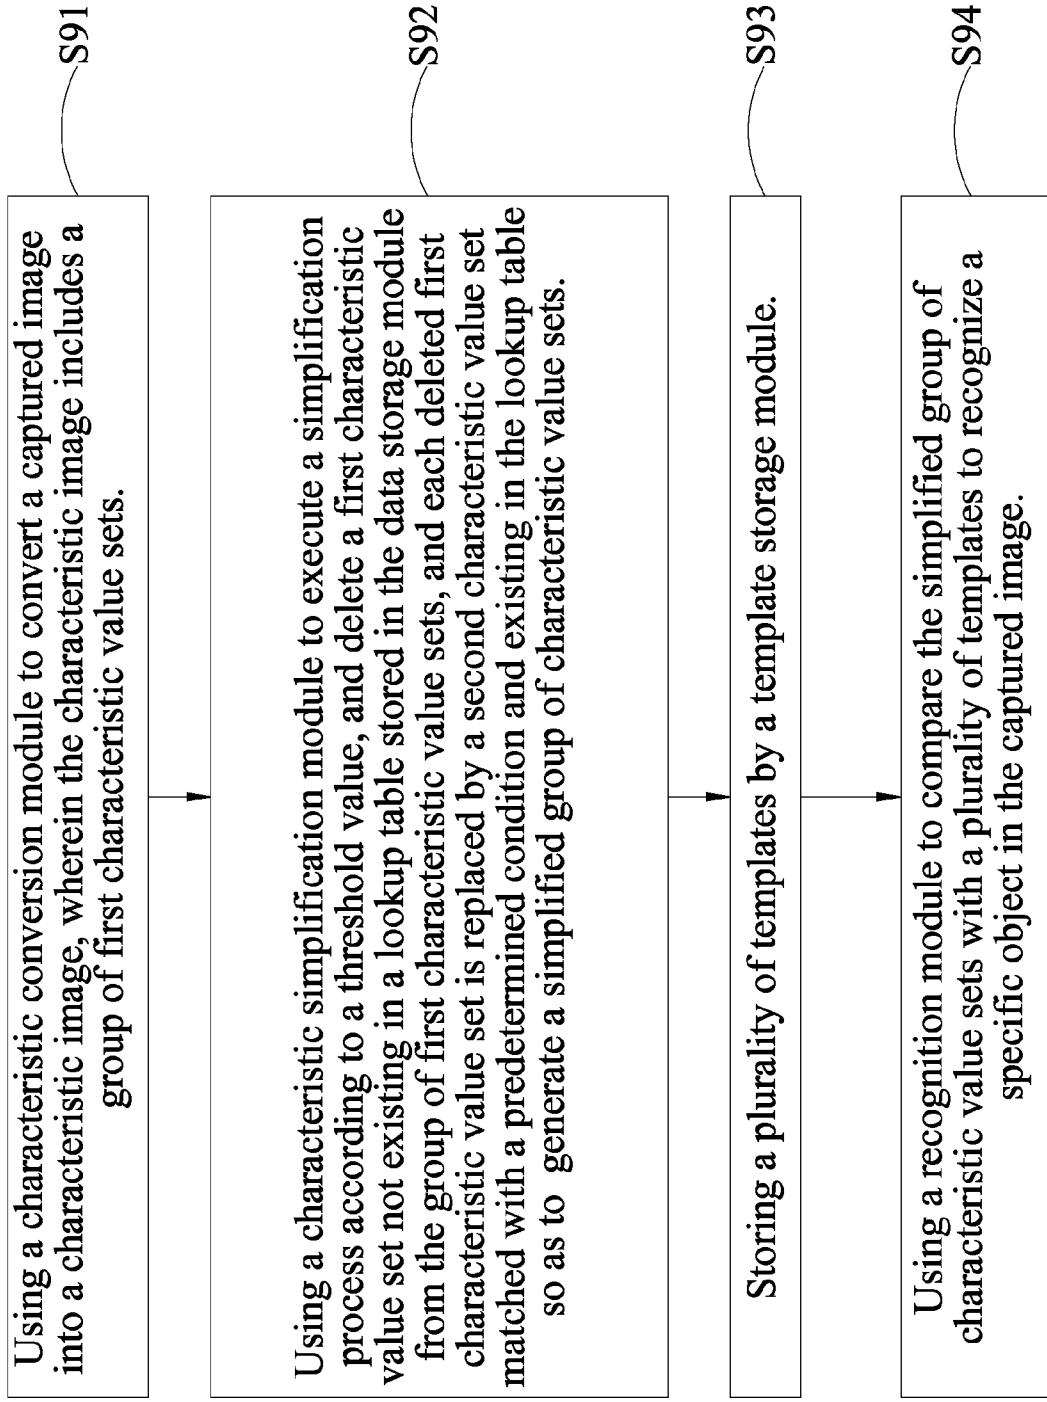 Using a characteristic conversion module to convert a captured image
into a characteristic image, wherein the characteristic image includes a
group of first characteristic value sets.
S91
Using a characteristic simplification module to execute a simplification
process according to a threshold value, and delete a first characteristic
value set not existing in a lookup table stored in the data storage module
from the group of first characteristic value sets, and each deleted first
characteristic value set is replaced by a second characteristic value set
matched with a predetermined condition and existing in the lookup table
so as to generate a simplified group of characteristic value sets.
S92
Storing a plurality of templates by a template storage module.
S93
Using a recognition module to compare the simplified group of
characteristic value sets with a plurality of templates to recognize a
specific object in the captured image.
S94